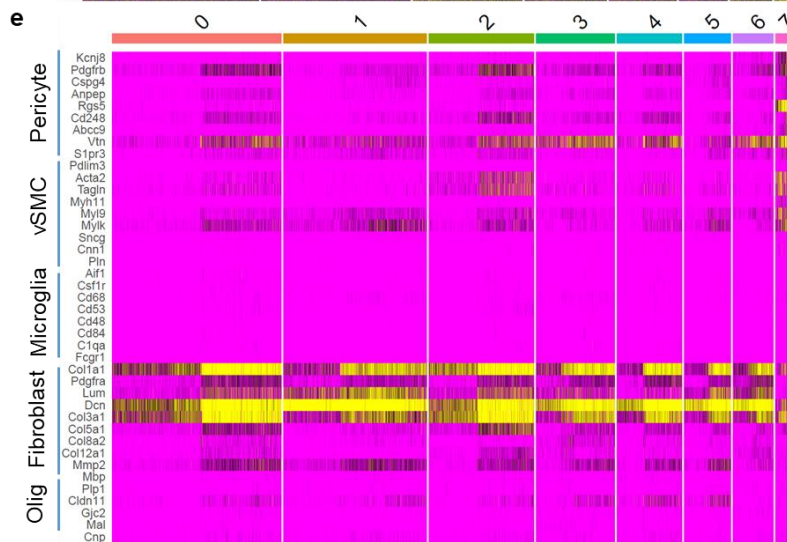 e
0 1 2 3 4 5 6 7
Pericyte
Kcnj8
Pdgfrb
Cspg4
Anpep
Rgs5
Cd248
Abcc9
Vtn
S1pr3
vSMC
Pdlim3
Acta2
Tagln
Myh11
Myl9
Mylk
Sncg
Cnn1
Pln
Microglia
Aif1
Csf1r
Cd68
Cd53
Cd48
Cd84
C1qa
Fcgr1
Fibroblast
Col1a1
Pdgfra
Lum
Dcn
Col3a1
Col5a1
Col8a2
Col12a1
Mmp2
Olig
Mbp
Plp1
Cldn11
Gjc2
Mal
Cnp